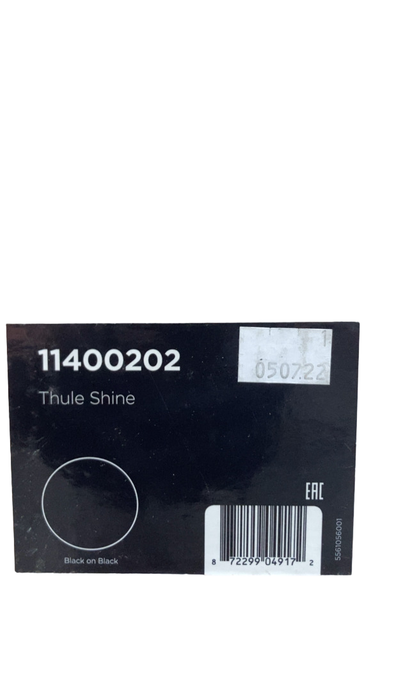 11400202
050722
Thule Shine
EAC
Black on Black
8 72299 04917 2
5561056001